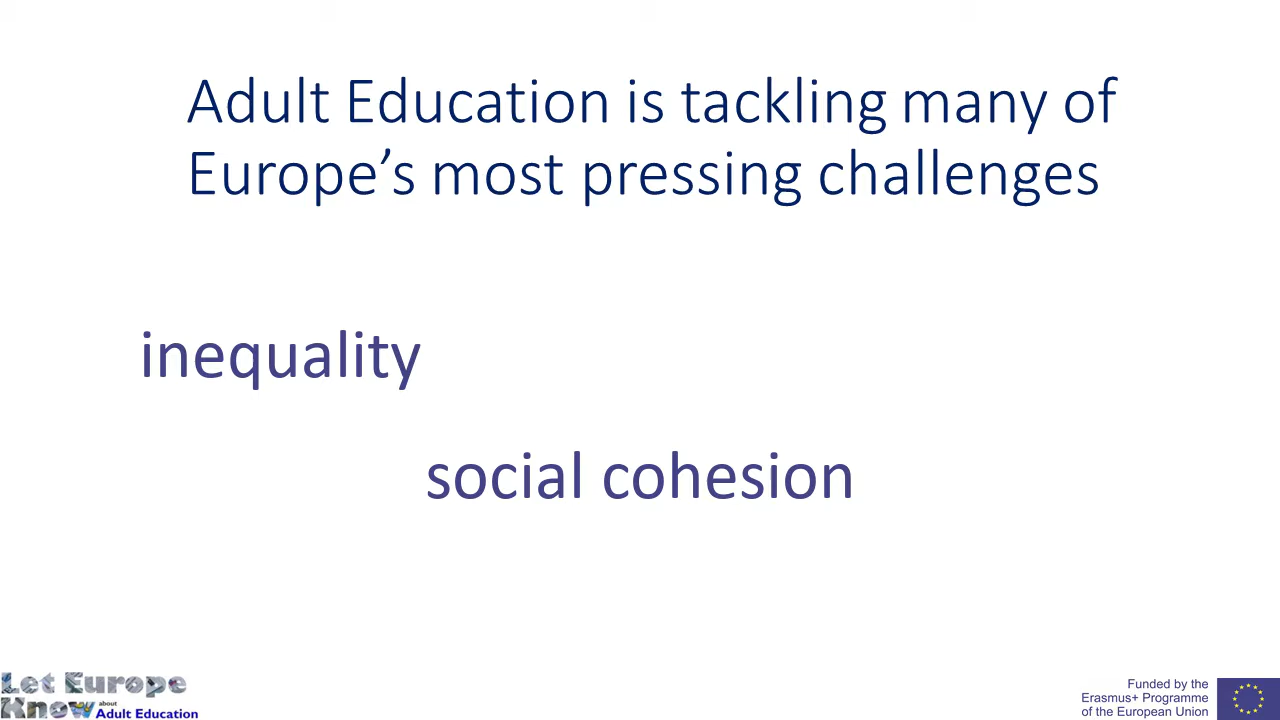 Adult Education is tackling many of
Europe’s most pressing challenges
inequality
social cohesion
Let Europe
Know about
Adult Education
Funded by the
Erasmus+ Programme
of the European Union